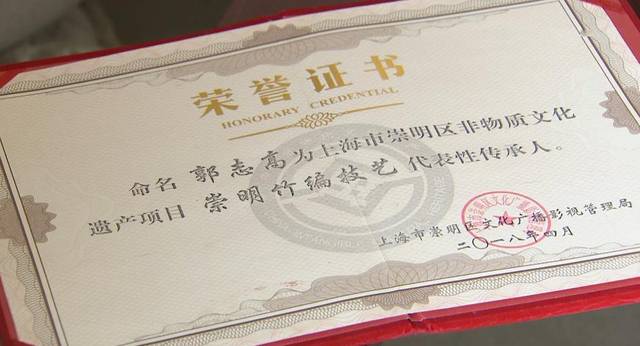 荣誉证书
HONORARY CREDENTIAL
命名 郭志高为上海市崇明区非物质文化
遗产项目 崇明竹编技艺 代表性传承人。
上海市崇明区文化广播影视管理局
二〇一八年四月